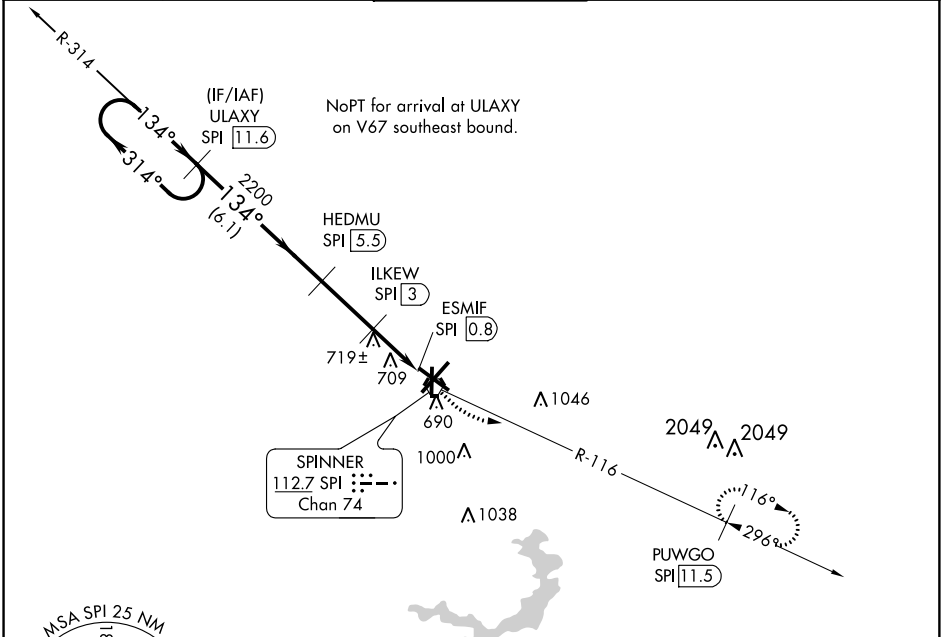 R-314
(IF/IAF)
ULAXY
SPI 11.6
NoPT for arrival at ULAXY
on V67 southeast bound.
134°
314°
2200
134°
(6.1)
HEDMU
SPI 5.5
ILKEW
SPI 3
ESMIF
SPI 0.8
719±
709
690
1046
2049
2049
1000
R-116
SPINNER
112.7 SPI
Chan 74
1038
116°
296°
PUWGO
SPI 11.5
MSA SPI 25 NM